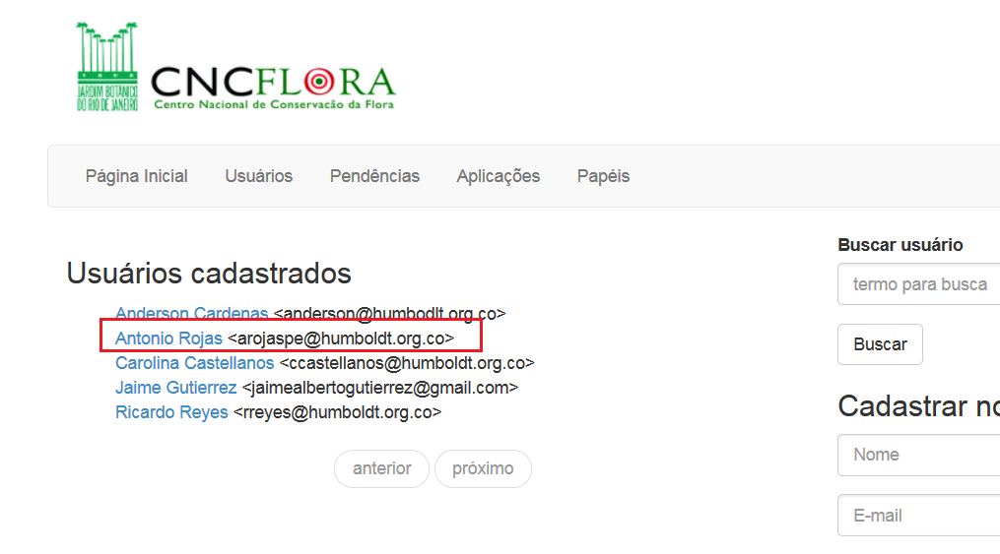 JARDIM BOTÂNICO
DO RIO DE JANEIRO
CNCFLORA
Centro Nacional de Conservacão da Flora
Página Inicial Usuários Pendências Aplicações Papéis
Usuários cadastrados
Anderson Cardenas <anderson@humbodlt.org.co>
Antonio Rojas <arojaspe@humboldt.org.co>
Carolina Castellanos <ccastellanos@humboldt.org.co>
Jaime Gutierrez <jaimealbertogutierrez@gmail.com>
Ricardo Reyes <rreyes@humboldt.org.co>
anterior próximo
Buscar usuário
termo para busca
Buscar
Cadastrar no
Nome
E-mail